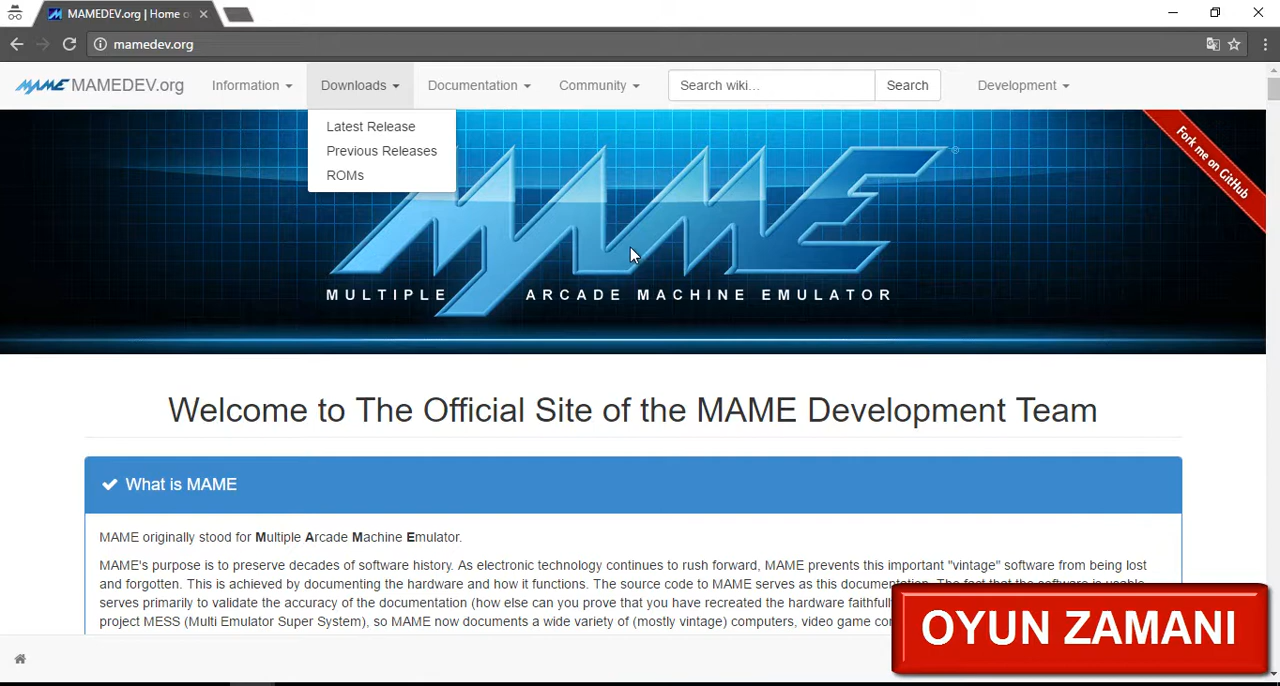 MAMEDEV.org | Home o
mamedev.org
MAME MAMEDEV.org
Information
Downloads
Documentation
Community
Search wiki...
Search
Development
Latest Release
Previous Releases
ROMs
Fork me on GitHub
MAME ®
MULTIPLE ARCADE MACHINE EMULATOR
Welcome to The Official Site of the MAME Development Team
What is MAME
MAME originally stood for Multiple Arcade Machine Emulator.
MAME's purpose is to preserve decades of software history. As electronic technology continues to rush forward, MAME prevents this important "vintage" software from being lost
and forgotten. This is achieved by documenting the hardware and how it functions. The source code to MAME serves as this documentation. The fact that the software is usable
serves primarily to validate the accuracy of the documentation (how else can you prove that you have recreated the hardware faithfull
project MESS (Multi Emulator Super System), so MAME now documents a wide variety of (mostly vintage) computers, video game con
OYUN ZAMANI